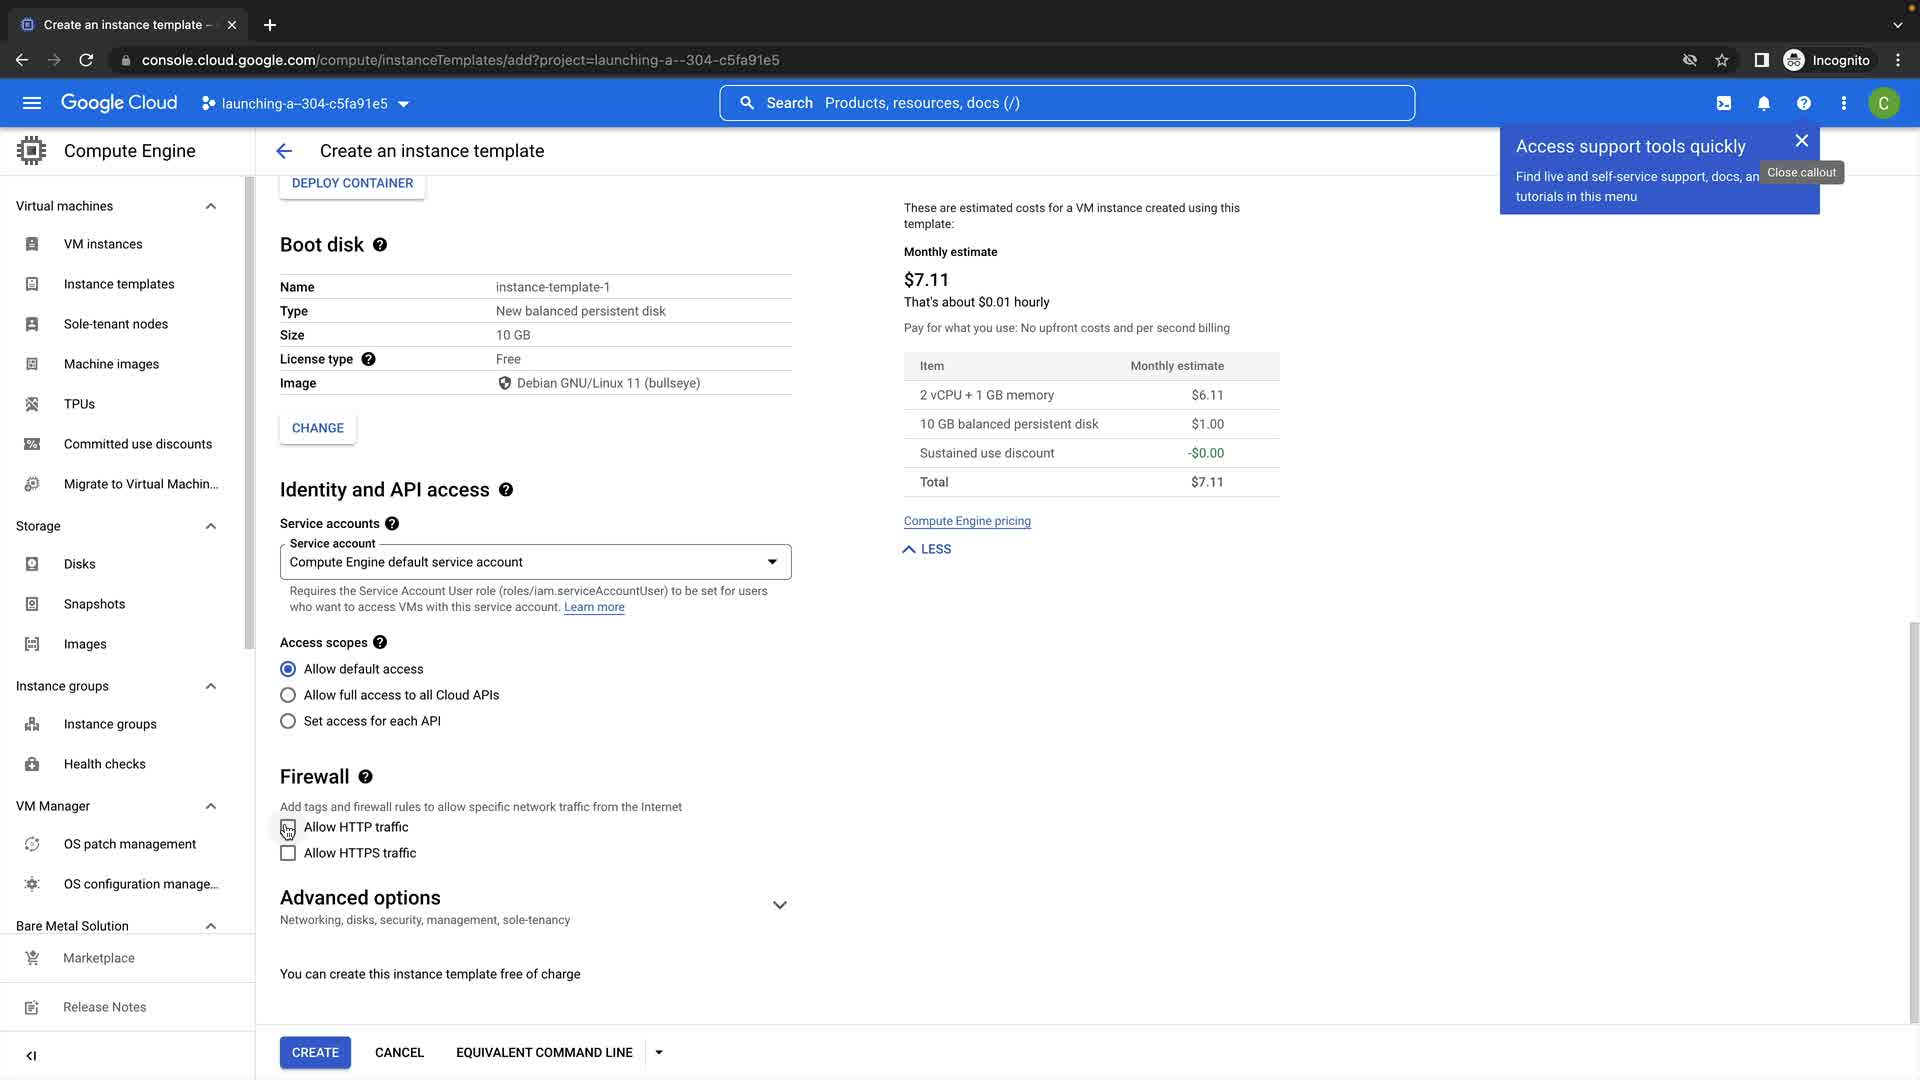 Create an instance template –
console.cloud.google.com/compute/instanceTemplates/add?project=launching-a--304-c5fa91e5
Incognito
Google Cloud
launching-a--304-c5fa91e5
Search Products, resources, docs (/)
C
Compute Engine
Create an instance template
Access support tools quickly
Find live and self-service support, docs, an
tutorials in this menu
Close callout
Virtual machines
VM instances
Instance templates
Sole-tenant nodes
Machine images
TPUs
Committed use discounts
Migrate to Virtual Machin...
Storage
Disks
Snapshots
Images
Instance groups
Instance groups
Health checks
VM Manager
OS patch management
OS configuration manage...
Bare Metal Solution
Marketplace
Release Notes
DEPLOY CONTAINER
Boot disk
Name instance-template-1
Type New balanced persistent disk
Size 10 GB
License type Free
Image Debian GNU/Linux 11 (bullseye)
CHANGE
Identity and API access
Service accounts
Service account
Compute Engine default service account
Requires the Service Account User role (roles/iam.serviceAccountUser) to be set for users
who want to access VMs with this service account. Learn more
Access scopes
Allow default access
Allow full access to all Cloud APIs
Set access for each API
Firewall
Add tags and firewall rules to allow specific network traffic from the Internet
Allow HTTP traffic
Allow HTTPS traffic
Advanced options
Networking, disks, security, management, sole-tenancy
You can create this instance template free of charge
CREATE CANCEL EQUIVALENT COMMAND LINE
These are estimated costs for a VM instance created using this
template:
Monthly estimate
$7.11
That's about $0.01 hourly
Pay for what you use: No upfront costs and per second billing
Item Monthly estimate
2 vCPU + 1 GB memory $6.11
10 GB balanced persistent disk $1.00
Sustained use discount -$0.00
Total $7.11
Compute Engine pricing
LESS